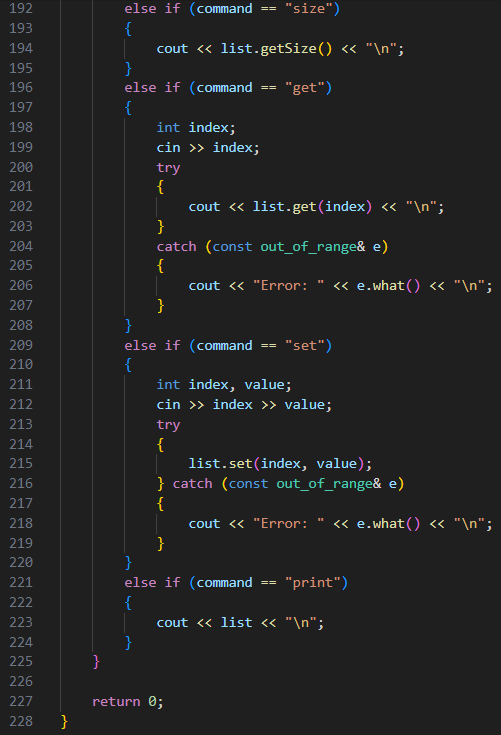 192 else if (command == "size")
193 {
194 cout << list.getSize() << "\n";
195 }
196 else if (command == "get")
197 {
198 int index;
199 cin >> index;
200 try
201 {
202 cout << list.get(index) << "\n";
203 }
204 catch (const out_of_range& e)
205 {
206 cout << "Error: " << e.what() << "\n";
207 }
208 }
209 else if (command == "set")
210 {
211 int index, value;
212 cin >> index >> value;
213 try
214 {
215 list.set(index, value);
216 } catch (const out_of_range& e)
217 {
218 cout << "Error: " << e.what() << "\n";
219 }
220 }
221 else if (command == "print")
222 {
223 cout << list << "\n";
224 }
225 }
226
227 return 0;
228 }